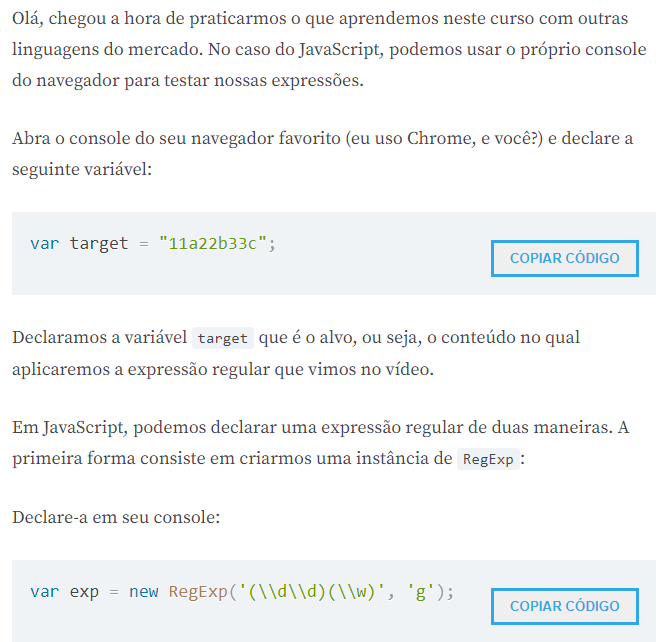 Olá, chegou a hora de praticarmos o que aprendemos neste curso com outras
linguagens do mercado. No caso do JavaScript, podemos usar o próprio console
do navegador para testar nossas expressões.
Abra o console do seu navegador favorito (eu uso Chrome, e você?) e declare a
seguinte variável:
var target = "11a22b33c";
COPIAR CÓDIGO
Declaramos a variável target que é o alvo, ou seja, o conteúdo no qual
aplicaremos a expressão regular que vimos no vídeo.
Em JavaScript, podemos declarar uma expressão regular de duas maneiras. A
primeira forma consiste em criarmos uma instância de RegExp:
Declare-a em seu console:
var exp = new RegExp('(\\d\\d)(\\w)', 'g');
COPIAR CÓDIGO